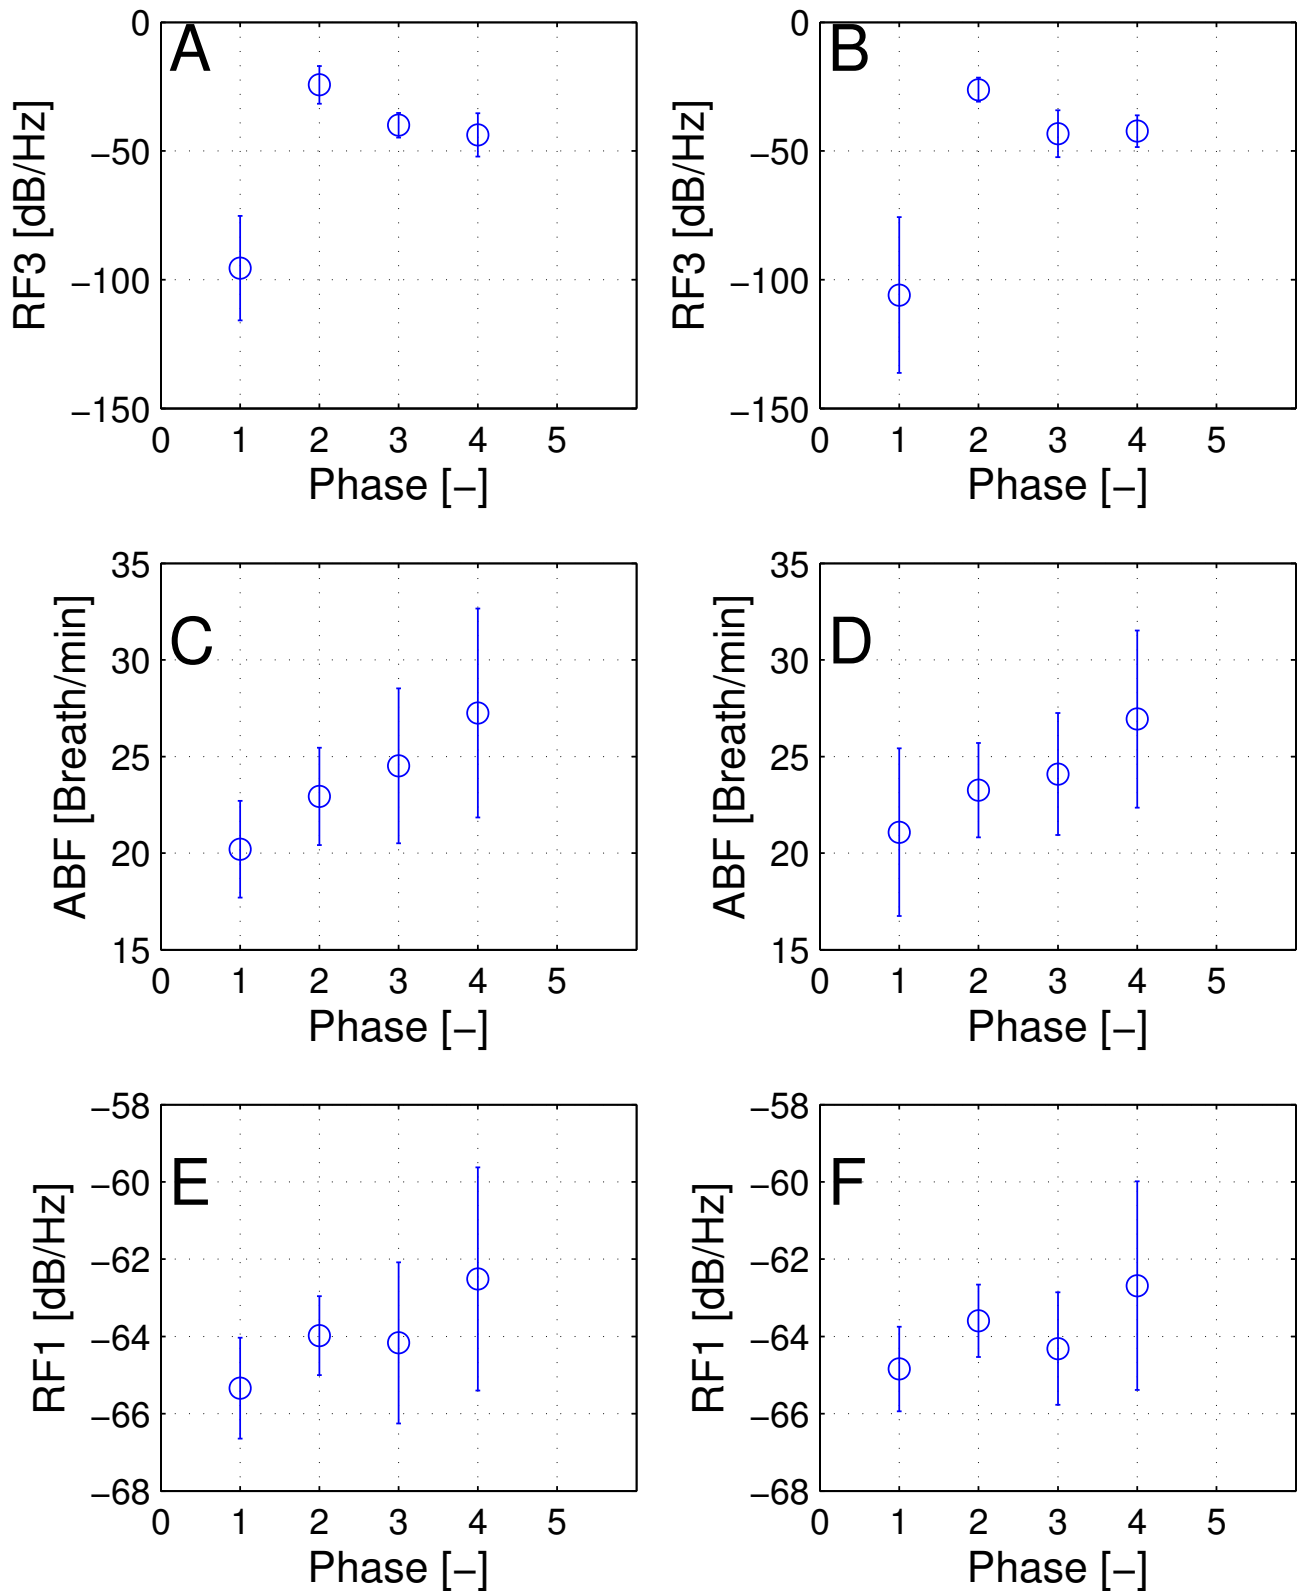 A
RF3 [dB/Hz]
0
−50
−100
−150
0 1 2 3 4 5
Phase [−]
B
RF3 [dB/Hz]
0
−50
−100
−150
0 1 2 3 4 5
Phase [−]
C
ABF [Breath/min]
35
30
25
20
15
0 1 2 3 4 5
Phase [−]
D
ABF [Breath/min]
35
30
25
20
15
0 1 2 3 4 5
Phase [−]
E
RF1 [dB/Hz]
−58
−60
−62
−64
−66
−68
0 1 2 3 4 5
Phase [−]
F
RF1 [dB/Hz]
−58
−60
−62
−64
−66
−68
0 1 2 3 4 5
Phase [−]